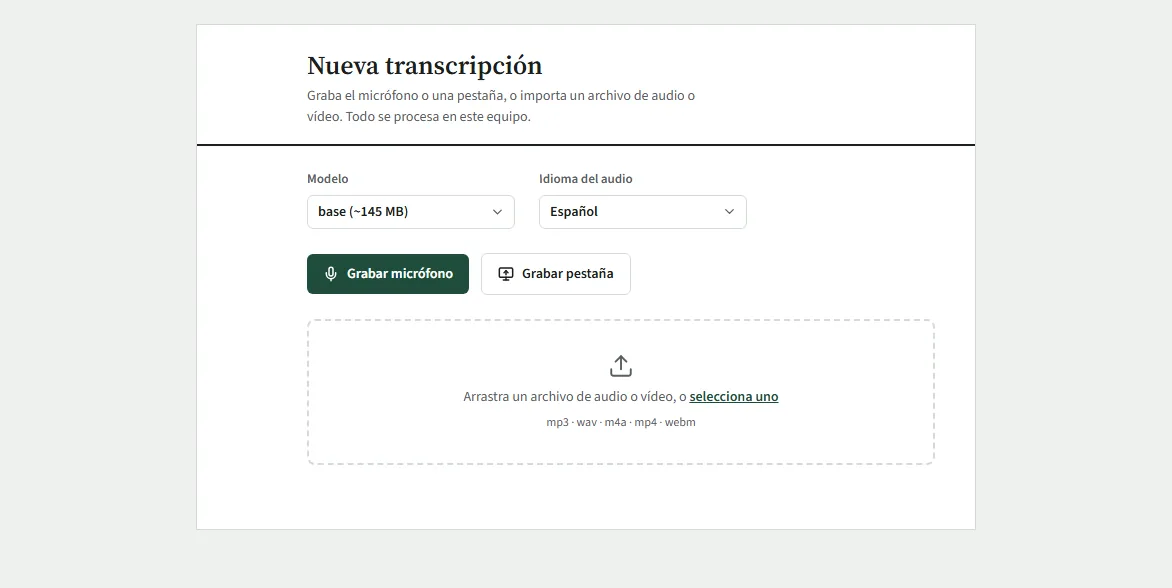 Nueva transcripción
Graba el micrófono o una pestaña, o importa un archivo de audio o
vídeo. Todo se procesa en este equipo.
Modelo
Idioma del audio
base (~145 MB)
Español
Grabar micrófono
Grabar pestaña
Arrastra un archivo de audio o vídeo, o selecciona uno
mp3 · wav · m4a · mp4 · webm